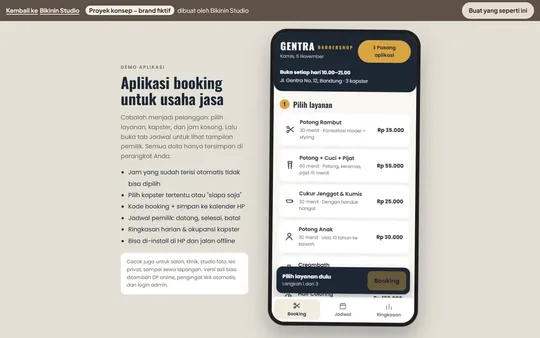 Kembali ke Bikinin Studio
Proyek konsep – brand fiktif
dibuat oleh Bikinin Studio
Buat yang seperti ini
DEMO APLIKASI
Aplikasi booking
untuk usaha jasa
Cobalah menjadi pelanggan: pilih
layanan, kapster, dan jam kosong. Lalu
buka tab Jadwal untuk lihat tampilan
pemilik. Semua data hanya tersimpan di
perangkat Anda.
Jam yang sudah terisi otomatis tidak
bisa dipilih
Pilih kapster tertentu atau "siapa saja"
Kode booking + simpan ke kalender HP
Jadwal pemilik: datang, selesai, batal
Ringkasan harian & okupansi kapster
Bisa di-install di HP dan jalan offline
Cocok juga untuk salon, klinik, studio foto, les
privat, sampai sewa lapangan. Versi asli bisa
ditambah DP online, pengingat WA otomatis,
dan login admin.
GENTRA BARBERSHOP
Kamis, 5 November
Pasang
aplikasi
Buka setiap hari 10.00–21.00
Jl. Gentra No. 12, Bandung · 3 kapster
1 Pilih layanan
Potong Rambut
30 menit · Konsultasi model +
styling
Rp 35.000
Potong + Cuci + Pijat
Rp 55.000
60 menit · Potong, keramas,
pijat
Cukur Jenggot & Kumis
Rp 25.000
Dengan handuk
hangat
Potong Anak
Rp 30.000
30 menit · Usia 10 tahun ke
bawah
Creambath
Pilih layanan dulu
Langkah 1 dari 3
Booking
Hair Coloring
Booking
Jadwal
Ringkasan